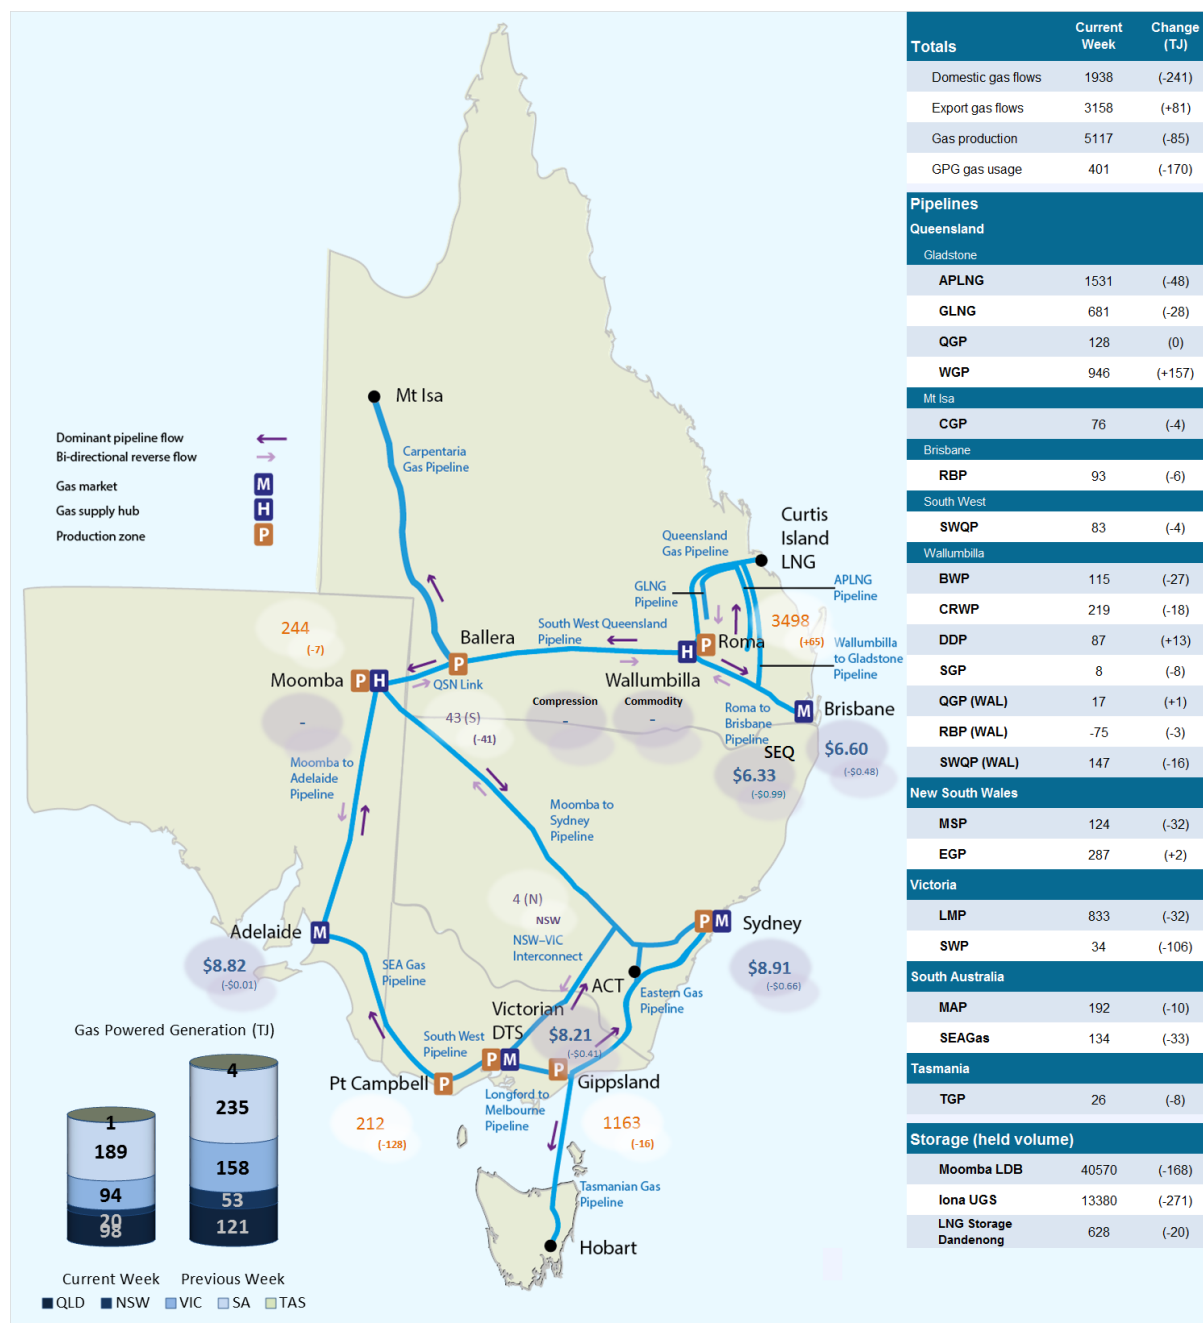 Mt Isa
Dominant pipeline flow
Bi-directional reverse flow
Gas market M
Gas supply hub H
Production zone P
Carpentaria
Gas Pipeline
Curtis
Island
LNG
Queensland
Gas Pipeline
GLNG
Pipeline
APLNG
Pipeline
3498
(+65)
South West Queensland
Pipeline
244
(-7)
Ballera
P
H P Roma
Wallumbilla
to Gladstone
Pipeline
Moomba P H
QSN Link
Wallumbilla
-
43 (S)
(-41)
Compression
-
Commodity
-
Roma to
Brisbane
Pipeline
M Brisbane
SEQ
$6.33
(-$0.99)
$6.60
(-$0.48)
Moomba to
Adelaide
Pipeline
Moomba to
Sydney
Pipeline
4 (N)
NSW
NSW–VIC
Interconnect
P M Sydney
Adelaide M
$8.82
(-$0.01)
SEA Gas
Pipeline
$8.91
(-$0.66)
ACT
Eastern Gas
Pipeline
Victorian
DTS
$8.21
(-$0.41)
South West
Pipeline
P M
P
Pt Campbell P
Gippsland
Longford to
Melbourne
Pipeline
212
(-128)
1163
(-16)
Tasmanian Gas
Pipeline
Hobart
Gas Powered Generation (TJ)
1
189
94
20
98
4
235
158
53
121
Current Week Previous Week
QLD NSW VIC SA TAS
Totals Current Week Change (TJ)
Domestic gas flows 1938 (-241)
Export gas flows 3158 (+81)
Gas production 5117 (-85)
GPG gas usage 401 (-170)
Pipelines
Queensland
Gladstone
APLNG 1531 (-48)
GLNG 681 (-28)
QGP 128 (0)
WGP 946 (+157)
Mt Isa
CGP 76 (-4)
Brisbane
RBP 93 (-6)
South West
SWQP 83 (-4)
Wallumbilla
BWP 115 (-27)
CRWP 219 (-18)
DDP 87 (+13)
SGP 8 (-8)
QGP (WAL) 17 (+1)
RBP (WAL) -75 (-3)
SWQP (WAL) 147 (-16)
New South Wales
MSP 124 (-32)
EGP 287 (+2)
Victoria
LMP 833 (-32)
SWP 34 (-106)
South Australia
MAP 192 (-10)
SEAGas 134 (-33)
Tasmania
TGP 26 (-8)
Storage (held volume)
Moomba LDB 40570 (-168)
Iona UGS 13380 (-271)
LNG Storage
Dandenong 628 (-20)